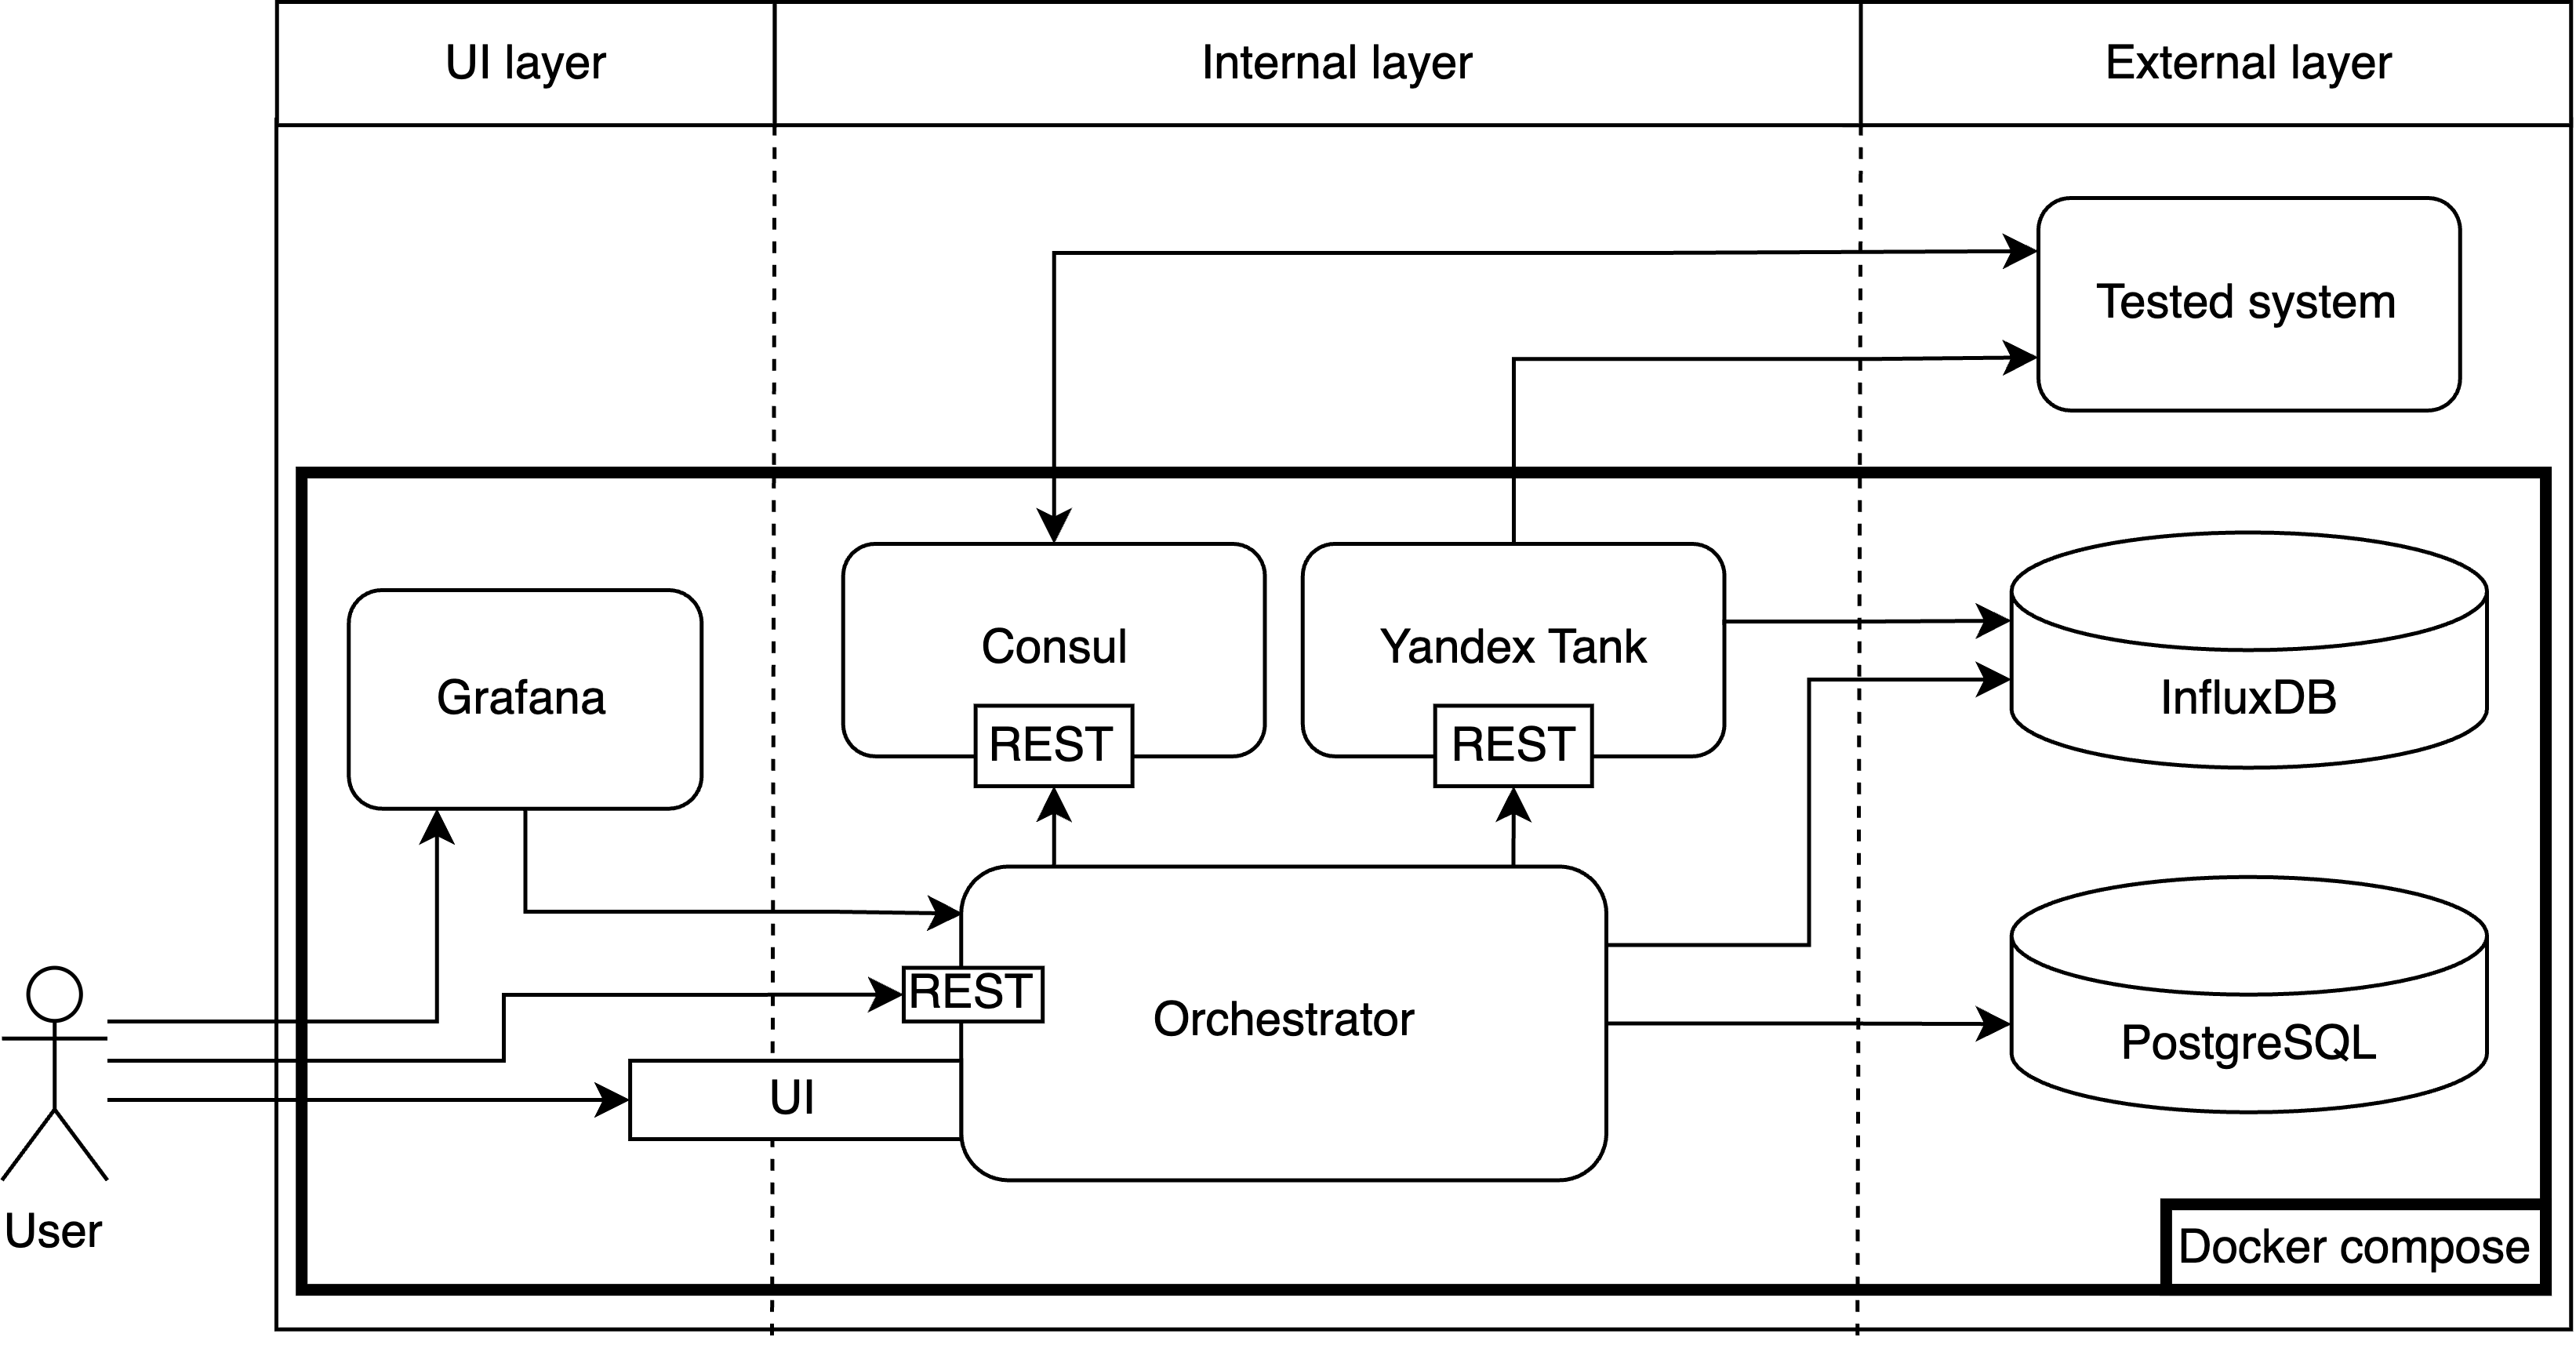 UI layer
Internal layer
External layer
Tested system
Consul
REST
Yandex Tank
REST
Grafana
InfluxDB
REST
Orchestrator
UI
PostgreSQL
User
Docker compose